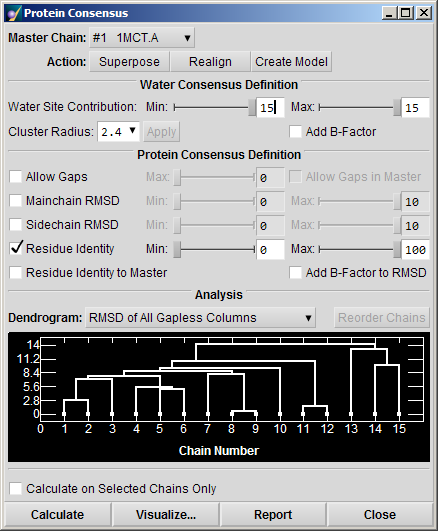 Protein Consensus
Master Chain: #1 1MCT.A
Action: Superpose Realign Create Model
Water Consensus Definition
Water Site Contribution: Min: 15 Max: 15
Cluster Radius: 2.4 Apply Add B-Factor
Protein Consensus Definition
Allow Gaps Max: 0 Allow Gaps in Master
Mainchain RMSD Min: 0 Max: 10
Sidechain RMSD Min: 0 Max: 10
Residue Identity Min: 0 Max: 100
Residue Identity to Master Add B-Factor to RMSD
Analysis
Dendrogram: RMSD of All Gapless Columns Reorder Chains
14
11.2
8.4
5.6
2.8
0
0 1 2 3 4 5 6 7 8 9 10 11 12 13 14 15
Chain Number
Calculate on Selected Chains Only
Calculate Visualize... Report Close